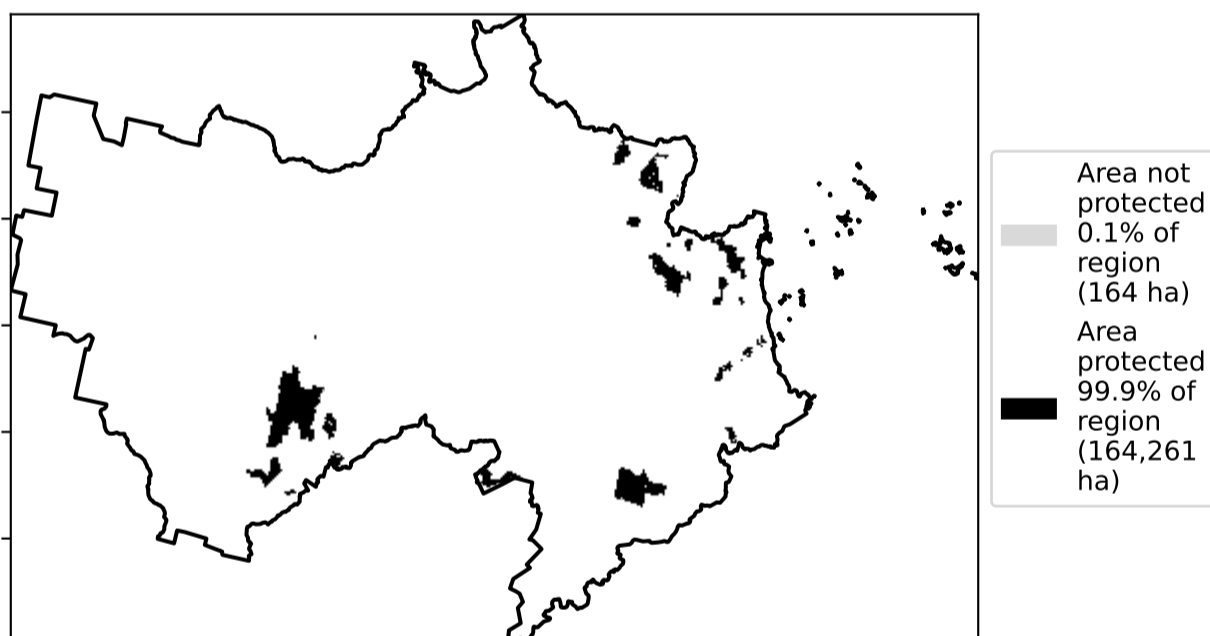 Area not
protected
0.1% of
region
(164 ha)
Area
protected
99.9% of
region
(164,261
ha)